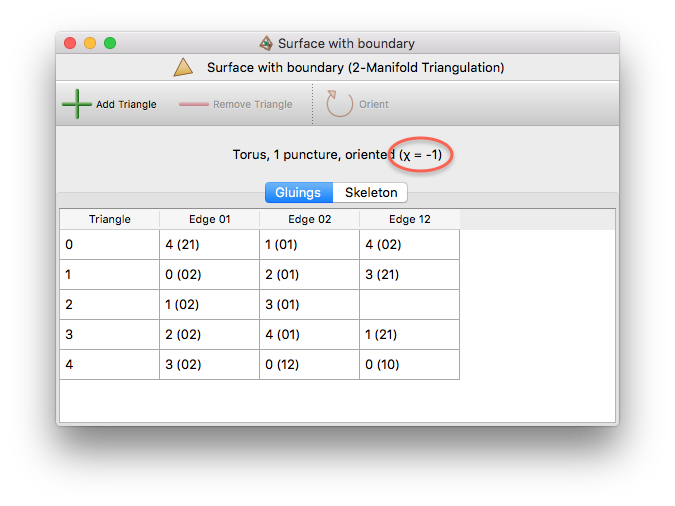 Surface with boundary
Surface with boundary (2-Manifold Triangulation)
Add Triangle Remove Triangle Orient
Torus, 1 puncture, oriented (χ = -1)
Gluings Skeleton
Triangle Edge 01 Edge 02 Edge 12
0 4 (21) 1 (01) 4 (02)
1 0 (02) 2 (01) 3 (21)
2 1 (02) 3 (01)
3 2 (02) 4 (01) 1 (21)
4 3 (02) 0 (12) 0 (10)